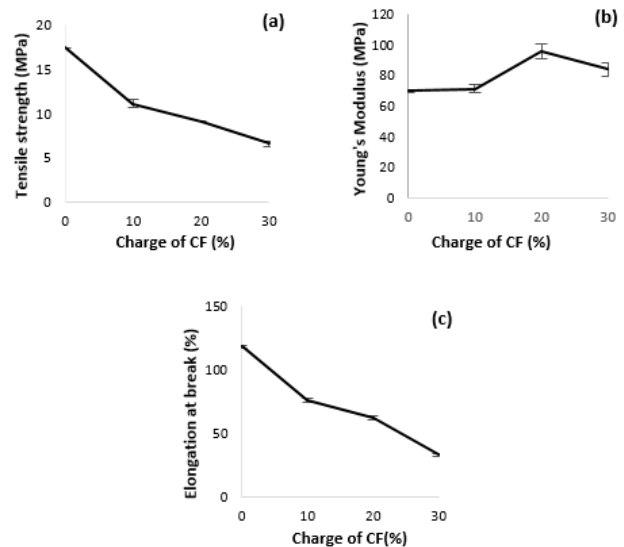 (a)
Tensile strength (MPa)
20
15
10
5
0
0 10 20 30
Charge of CF (%)
(b)
Young's Modulus (MPa)
120
100
80
60
40
20
0
0 10 20 30
Charge of CF (%)
(c)
Elongation at break (%)
150
100
50
0
0 10 20 30
Charge of CF(%)